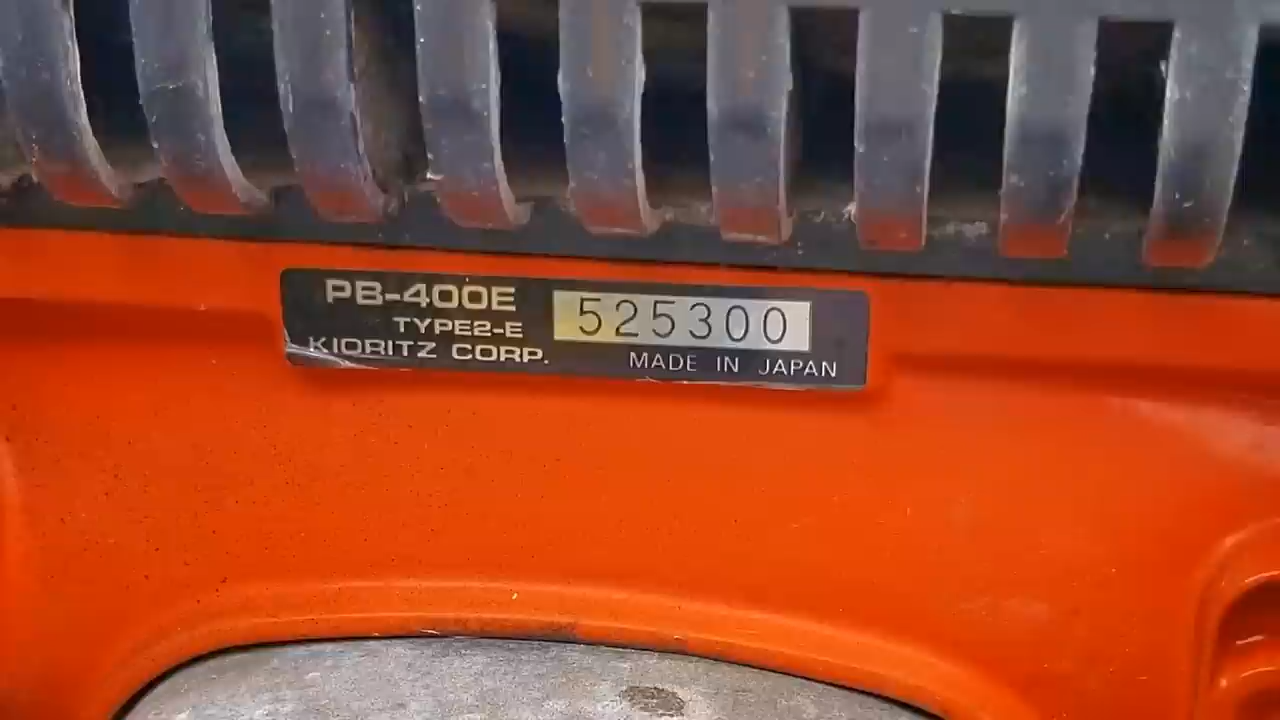 PB-400E
TYPE2-E
KIORITZ CORP.
525300
MADE IN JAPAN